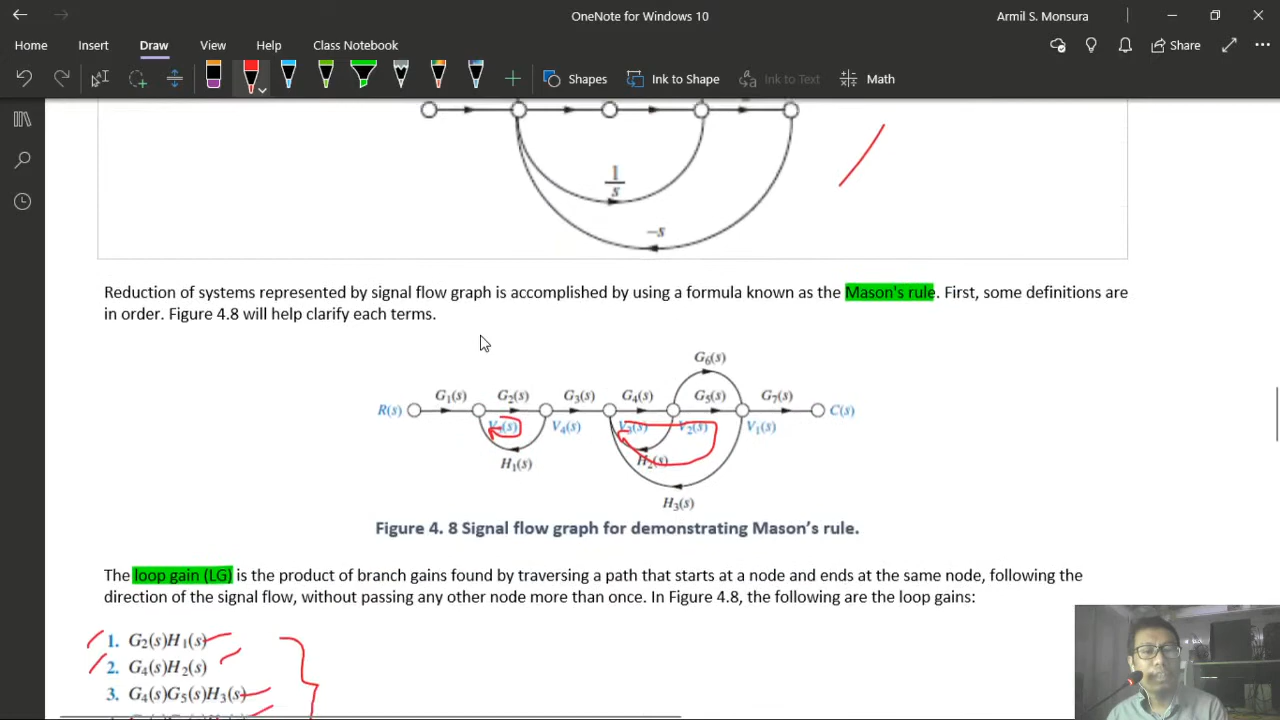 OneNote for Windows 10
Armil S. Monsura
Home Insert Draw View Help Class Notebook
Share
Shapes Ink to Shape Ink to Text Math
1
s
−s
Reduction of systems represented by signal flow graph is accomplished by using a formula known as the Mason's rule. First, some definitions are
in order. Figure 4.8 will help clarify each terms.
G6(s)
G1(s) G2(s) G3(s) G4(s) G5(s) G7(s)
R(s) C(s)
V5(s) V4(s) V3(s) V2(s) V1(s)
H1(s) H2(s)
H3(s)
Figure 4. 8 Signal flow graph for demonstrating Mason's rule.
The loop gain (LG) is the product of branch gains found by traversing a path that starts at a node and ends at the same node, following the
direction of the signal flow, without passing any other node more than once. In Figure 4.8, the following are the loop gains:
1. G2(s)H1(s)
2. G4(s)H2(s)
3. G4(s)G5(s)H3(s)